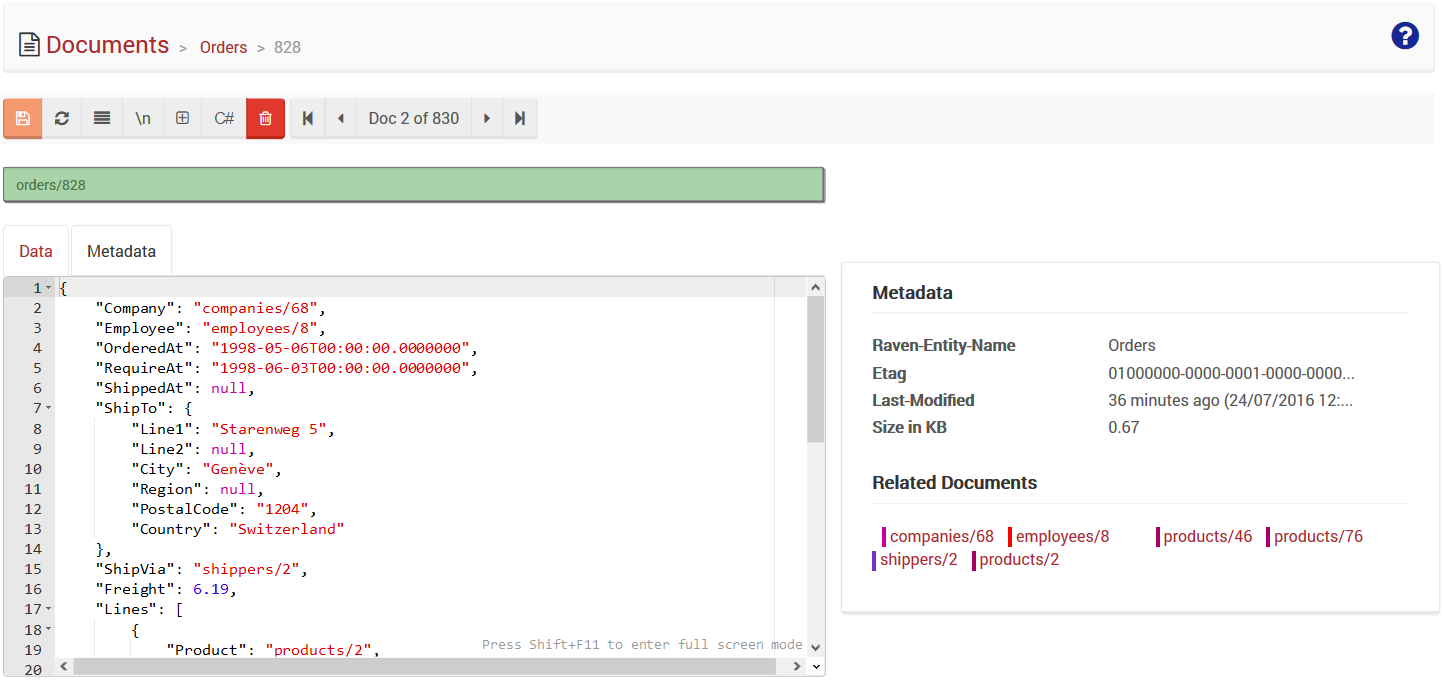 Documents > Orders > 828
?
\n C# Doc 2 of 830
orders/828
Data Metadata
1 {
2 "Company": "companies/68",
3 "Employee": "employees/8",
4 "OrderedAt": "1998-05-06T00:00:00.0000000",
5 "RequireAt": "1998-06-03T00:00:00.0000000",
6 "ShippedAt": null,
7 "ShipTo": {
8 "Line1": "Starenweg 5",
9 "Line2": null,
10 "City": "Genève",
11 "Region": null,
12 "PostalCode": "1204",
13 "Country": "Switzerland"
14 },
15 "ShipVia": "shippers/2",
16 "Freight": 6.19,
17 "Lines": [
18 {
19 "Product": "products/2",
20
Press Shift+F11 to enter full screen mode
Metadata
Raven-Entity-Name Orders
Etag 01000000-0000-0001-0000-0000...
Last-Modified 36 minutes ago (24/07/2016 12:...
Size in KB 0.67
Related Documents
companies/68 employees/8 products/46 products/76
shippers/2 products/2